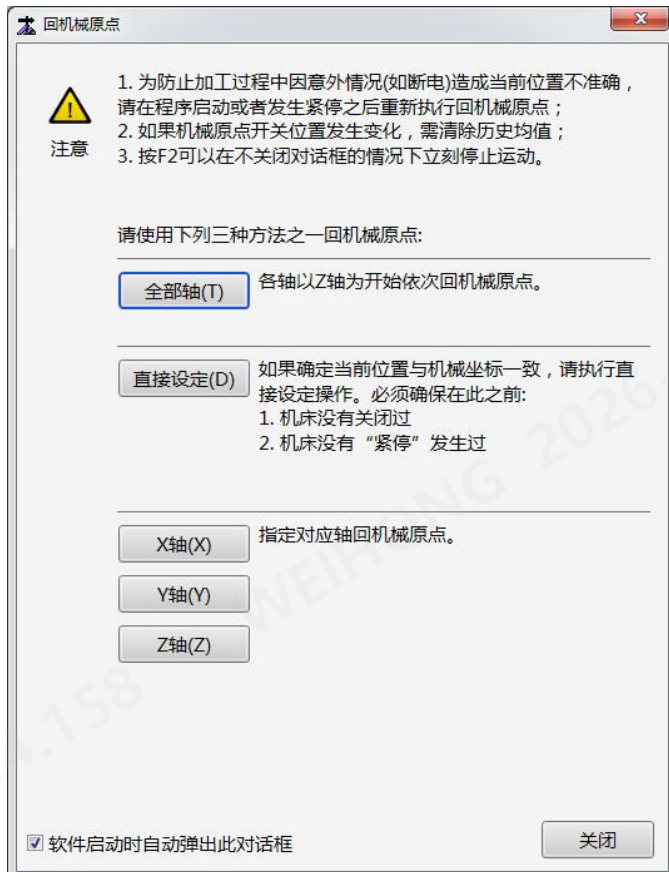 回机械原点
1. 为防止加工过程中因意外情况(如断电)造成当前位置不准确，
请在程序启动或者发生紧停之后重新执行回机械原点；
2. 如果机械原点开关位置发生变化，需清除历史均值；
3. 按F2可以在不关闭对话框的情况下立刻停止运动。
注意
请使用下列三种方法之一回机械原点:
全部轴(T)
各轴以Z轴为开始依次回机械原点。
直接设定(D)
如果确定当前位置与机械坐标一致，请执行直
接设定操作。必须确保在此之前:
1. 机床没有关闭过
2. 机床没有“紧停”发生过
X轴(X)
指定对应轴回机械原点。
Y轴(Y)
Z轴(Z)
软件启动时自动弹出此对话框
关闭
4.158 WEIHONG 2026